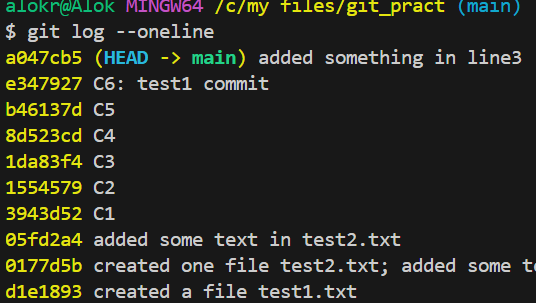 alokr@Alok MINGW64 /c/my files/git_pract (main)
$ git log --oneline
a047cb5 (HEAD -> main) added something in line3
e347927 C6: test1 commit
b46137d C5
8d523cd C4
1da83f4 C3
1554579 C2
3943d52 C1
05fd2a4 added some text in test2.txt
0177d5b created one file test2.txt; added some
d1e1893 created a file test1.txt